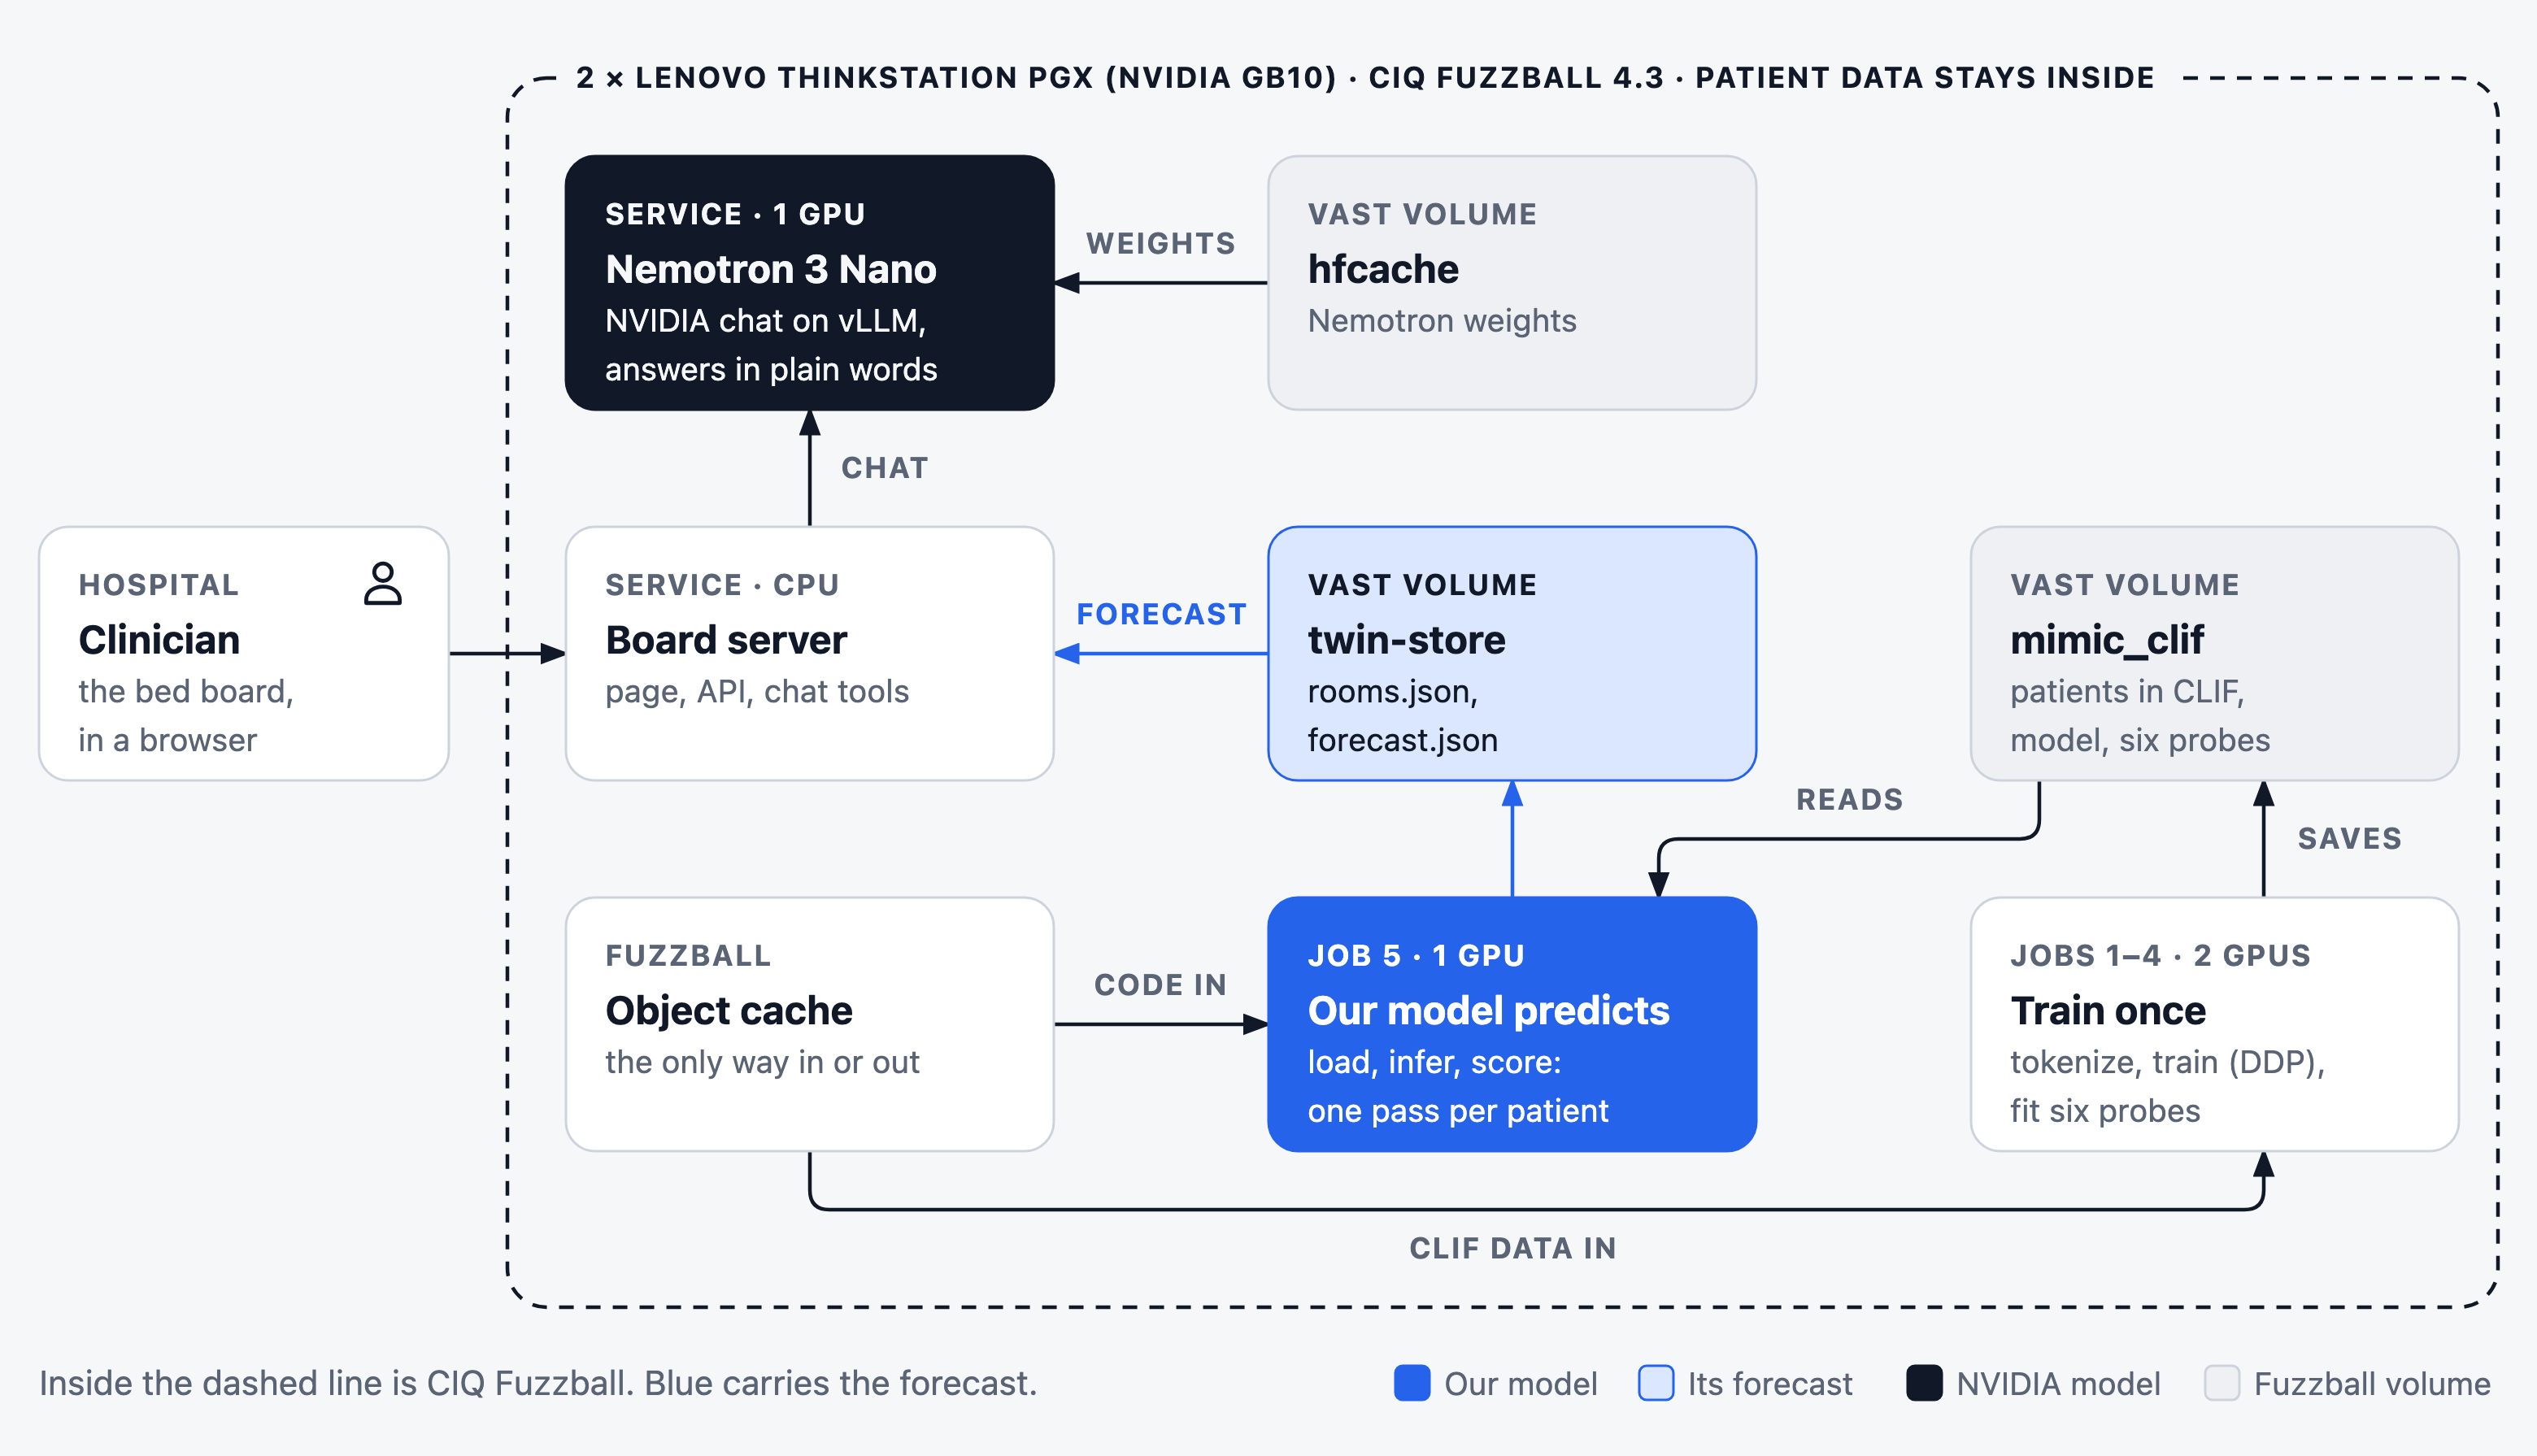 2 × LENOVO THINKSTATION PGX (NVIDIA GB10) · CIQ FUZZBALL 4.3 · PATIENT DATA STAYS INSIDE
SERVICE · 1 GPU
Nemotron 3 Nano
NVIDIA chat on vLLM,
answers in plain words
WEIGHTS
VAST VOLUME
hfcache
Nemotron weights
CHAT
HOSPITAL
Clinician
the bed board,
in a browser
SERVICE · CPU
Board server
page, API, chat tools
FORECAST
VAST VOLUME
twin-store
rooms.json,
forecast.json
VAST VOLUME
mimic_clif
patients in CLIF,
model, six probes
READS
SAVES
FUZZBALL
Object cache
the only way in or out
CODE IN
JOB 5 · 1 GPU
Our model predicts
load, infer, score:
one pass per patient
JOBS 1–4 · 2 GPUS
Train once
tokenize, train (DDP),
fit six probes
CLIF DATA IN
Inside the dashed line is CIQ Fuzzball. Blue carries the forecast.
Our model
Its forecast
NVIDIA model
Fuzzball volume